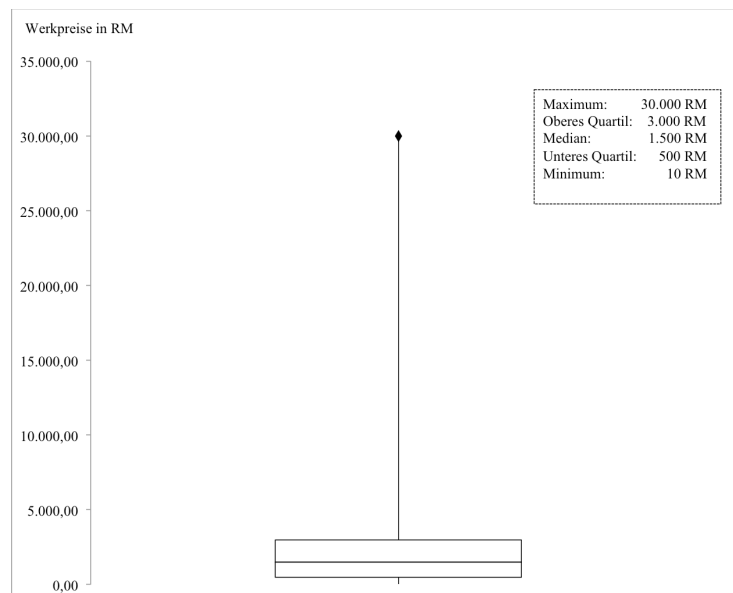 Werkpreise in RM
35.000,00
30.000,00
25.000,00
20.000,00
15.000,00
10.000,00
5.000,00
0,00
Maximum: 30.000 RM
Oberes Quartil: 3.000 RM
Median: 1.500 RM
Unteres Quartil: 500 RM
Minimum: 10 RM